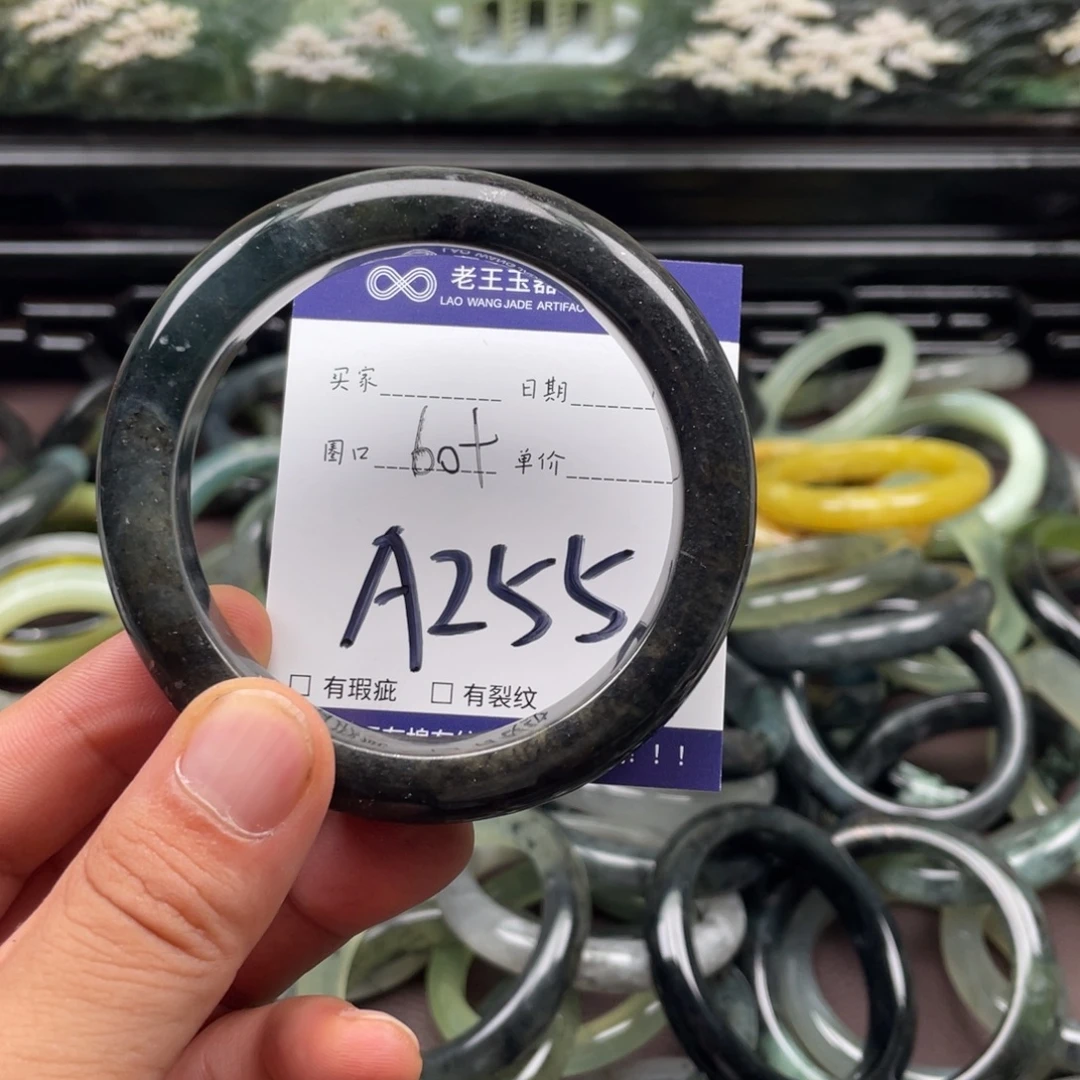 老王玉器
LAO WANG JADE ARTIFAC
买家 日期
圈口 60+ 单价
A255
□ 有瑕疵 □ 有裂纹
！！